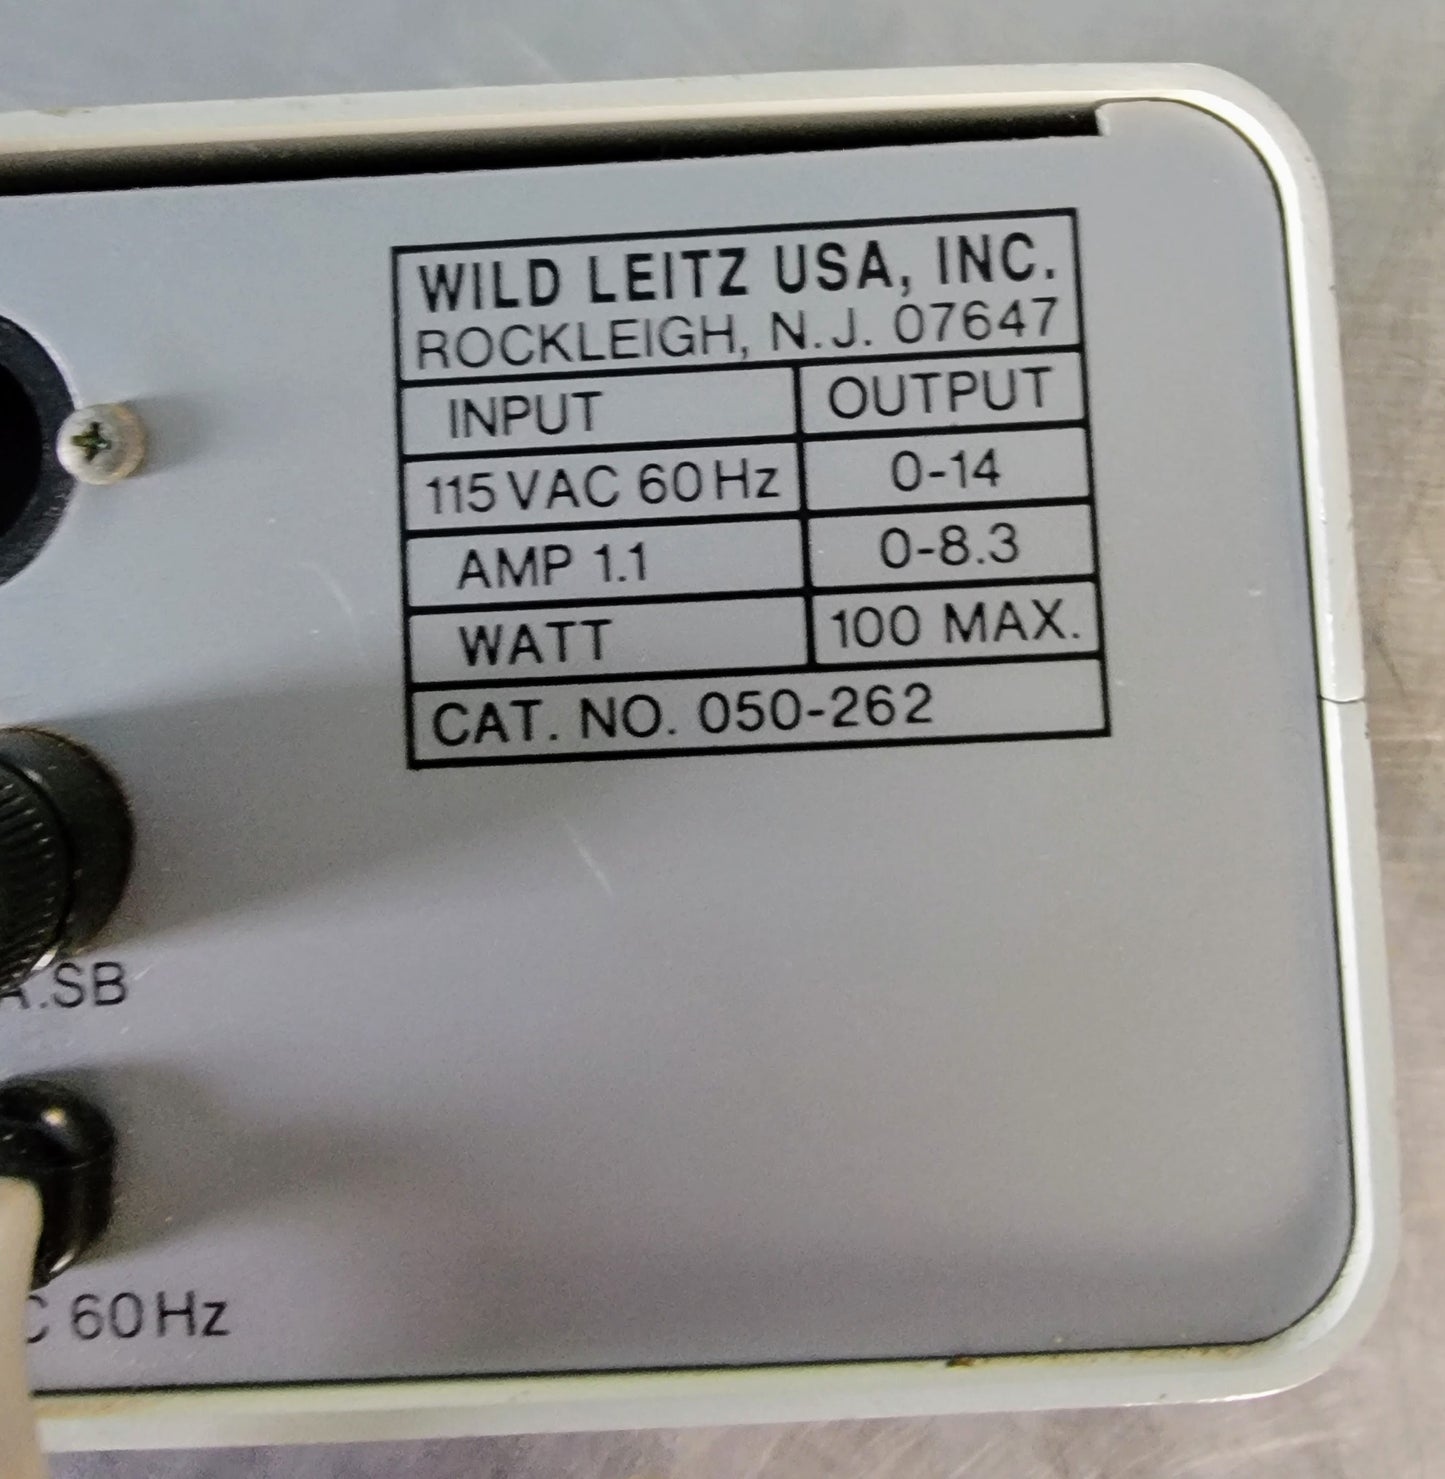 WILD LEITZ USA, INC.
ROCKLEIGH, N.J. 07647
INPUT OUTPUT
115 VAC 60 Hz 0-14
AMP 1.1 0-8.3
WATT 100 MAX.
CAT. NO. 050-262
.SB
60 Hz